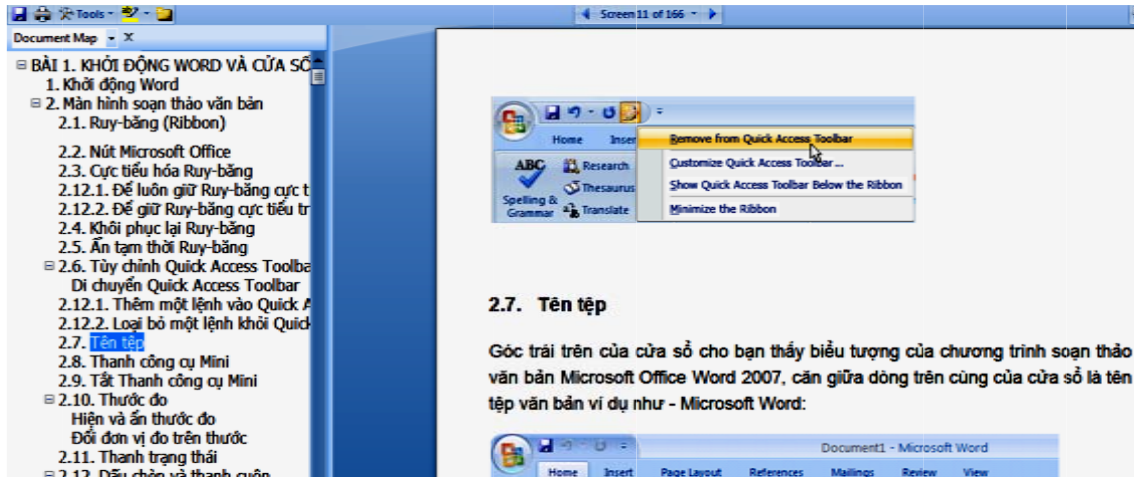 Tools
Screen 11 of 166
Document Map
BÀI 1. KHỞI ĐỘNG WORD VÀ CỬA SỔ
1. Khởi động Word
2. Màn hình soạn thảo văn bản
2.1. Ruy-băng (Ribbon)
2.2. Nút Microsoft Office
2.3. Cực tiểu hóa Ruy-băng
2.12.1. Để luôn giữ Ruy-băng cực t
2.12.2. Để giữ Ruy-băng cực tiểu tr
2.4. Khôi phục lại Ruy-băng
2.5. Ẩn tạm thời Ruy-băng
2.6. Tùy chỉnh Quick Access Toolba
Di chuyển Quick Access Toolbar
2.12.1. Thêm một lệnh vào Quick A
2.12.2. Loại bỏ một lệnh khỏi Quick
2.7. Tên tệp
2.8. Thanh công cụ Mini
2.9. Tắt Thanh công cụ Mini
2.10. Thước đo
Hiện và ẩn thước đo
Đổi đơn vị đo trên thước
2.11. Thanh trạng thái
2.12. Dấu chèn và thanh cuộn
Home Inser
ABC
Spelling &
Grammar
Research
Thesaurus
Translate
Remove from Quick Access Toolbar
Customize Quick Access Toolbar...
Show Quick Access Toolbar Below the Ribbon
Minimize the Ribbon
2.7. Tên tệp
Góc trái trên của cửa sổ cho bạn thấy biểu tượng của chương trình soạn thảo
văn bản Microsoft Office Word 2007, căn giữa dòng trên cùng của cửa sổ là tên
tệp văn bản ví dụ như - Microsoft Word:
Document1 - Microsoft Word
Home Insert Page Layout References Mailings Review View